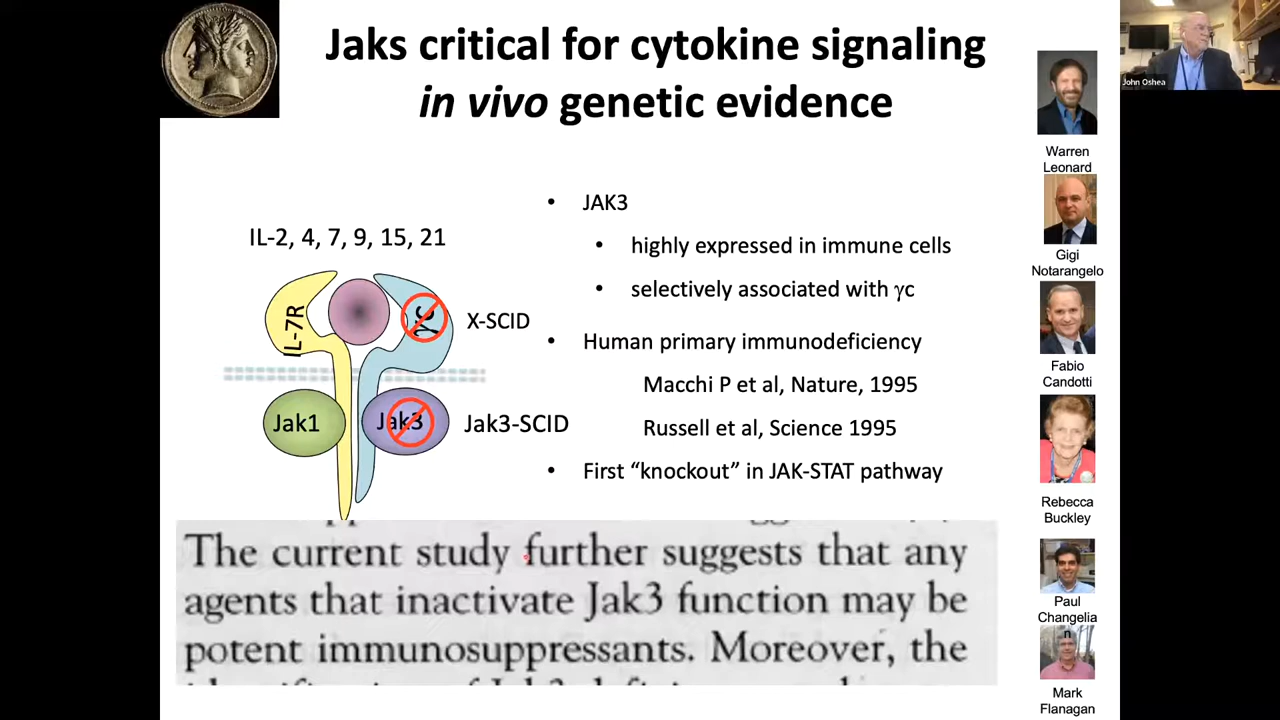 Jaks critical for cytokine signaling
in vivo genetic evidence
John Oshea
Warren
Leonard
Gigi
Notarangelo
Fabio
Candotti
Rebecca
Buckley
Paul
Changelia
n
Mark
Flanagan
IL-2, 4, 7, 9, 15, 21
IL-7R
γc
X-SCID
Jak1
Jak3
Jak3-SCID
• JAK3
• highly expressed in immune cells
• selectively associated with γc
• Human primary immunodeficiency
Macchi P et al, Nature, 1995
Russell et al, Science 1995
• First “knockout” in JAK-STAT pathway
The current study further suggests that any
agents that inactivate Jak3 function may be
potent immunosuppressants. Moreover, the